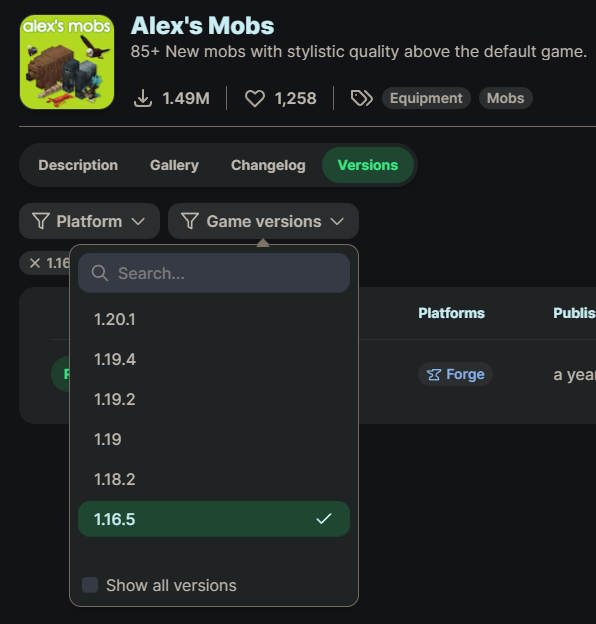 alex's mobs
Alex's Mobs
85+ New mobs with stylistic quality above the default game.
1.49M
1,258
Equipment
Mobs
Description
Gallery
Changelog
Versions
Platform
Game versions
1.16
Search...
Platforms
Publis
1.20.1
1.19.4
1.19.2
Forge
a yea
1.19
1.18.2
1.16.5
Show all versions